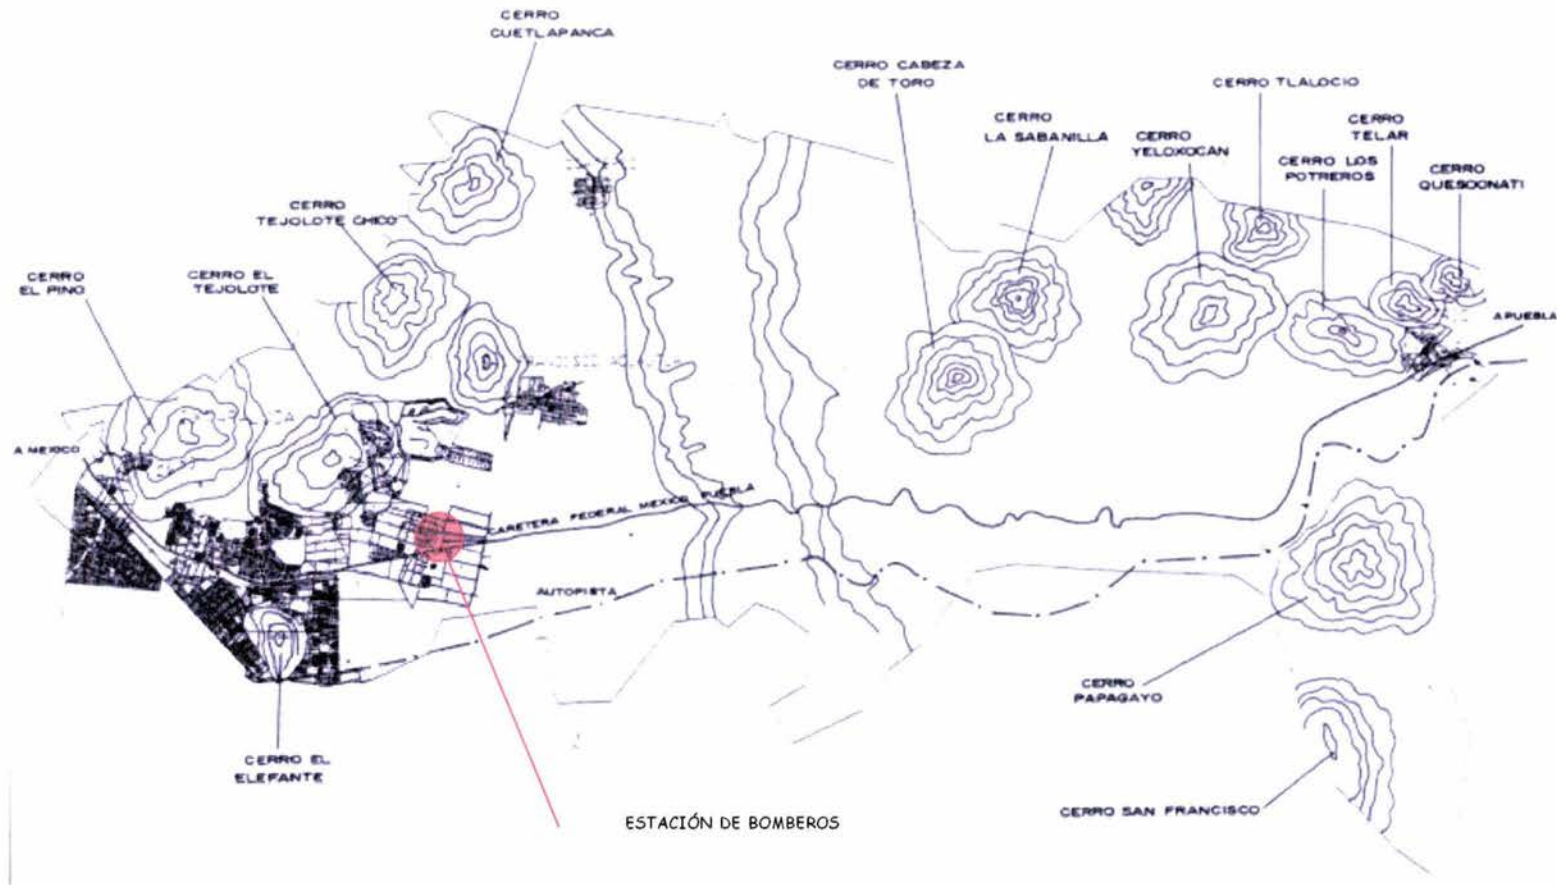 CERRO
CUETLAPANCA
CERRO CABEZA
DE TORO
CERRO TLALOCIO
CERRO
LA SABANILLA
CERRO
TELAR
CERRO
YELOXOCAN
CERRO LOS
POTREROS
CERRO
QUESCONATI
CERRO
TEJOLOTE CHICO
CERRO
EL PINO
CERRO EL
TEJOLOTE
A PUEBLA
A MEXICO
CARETERA FEDERAL MEXICO PUEBLA
AUTOPISTA
CERRO
PAPAGAYO
CERRO EL
ELEFANTE
CERRO SAN FRANCISCO
ESTACIÓN DE BOMBEROS